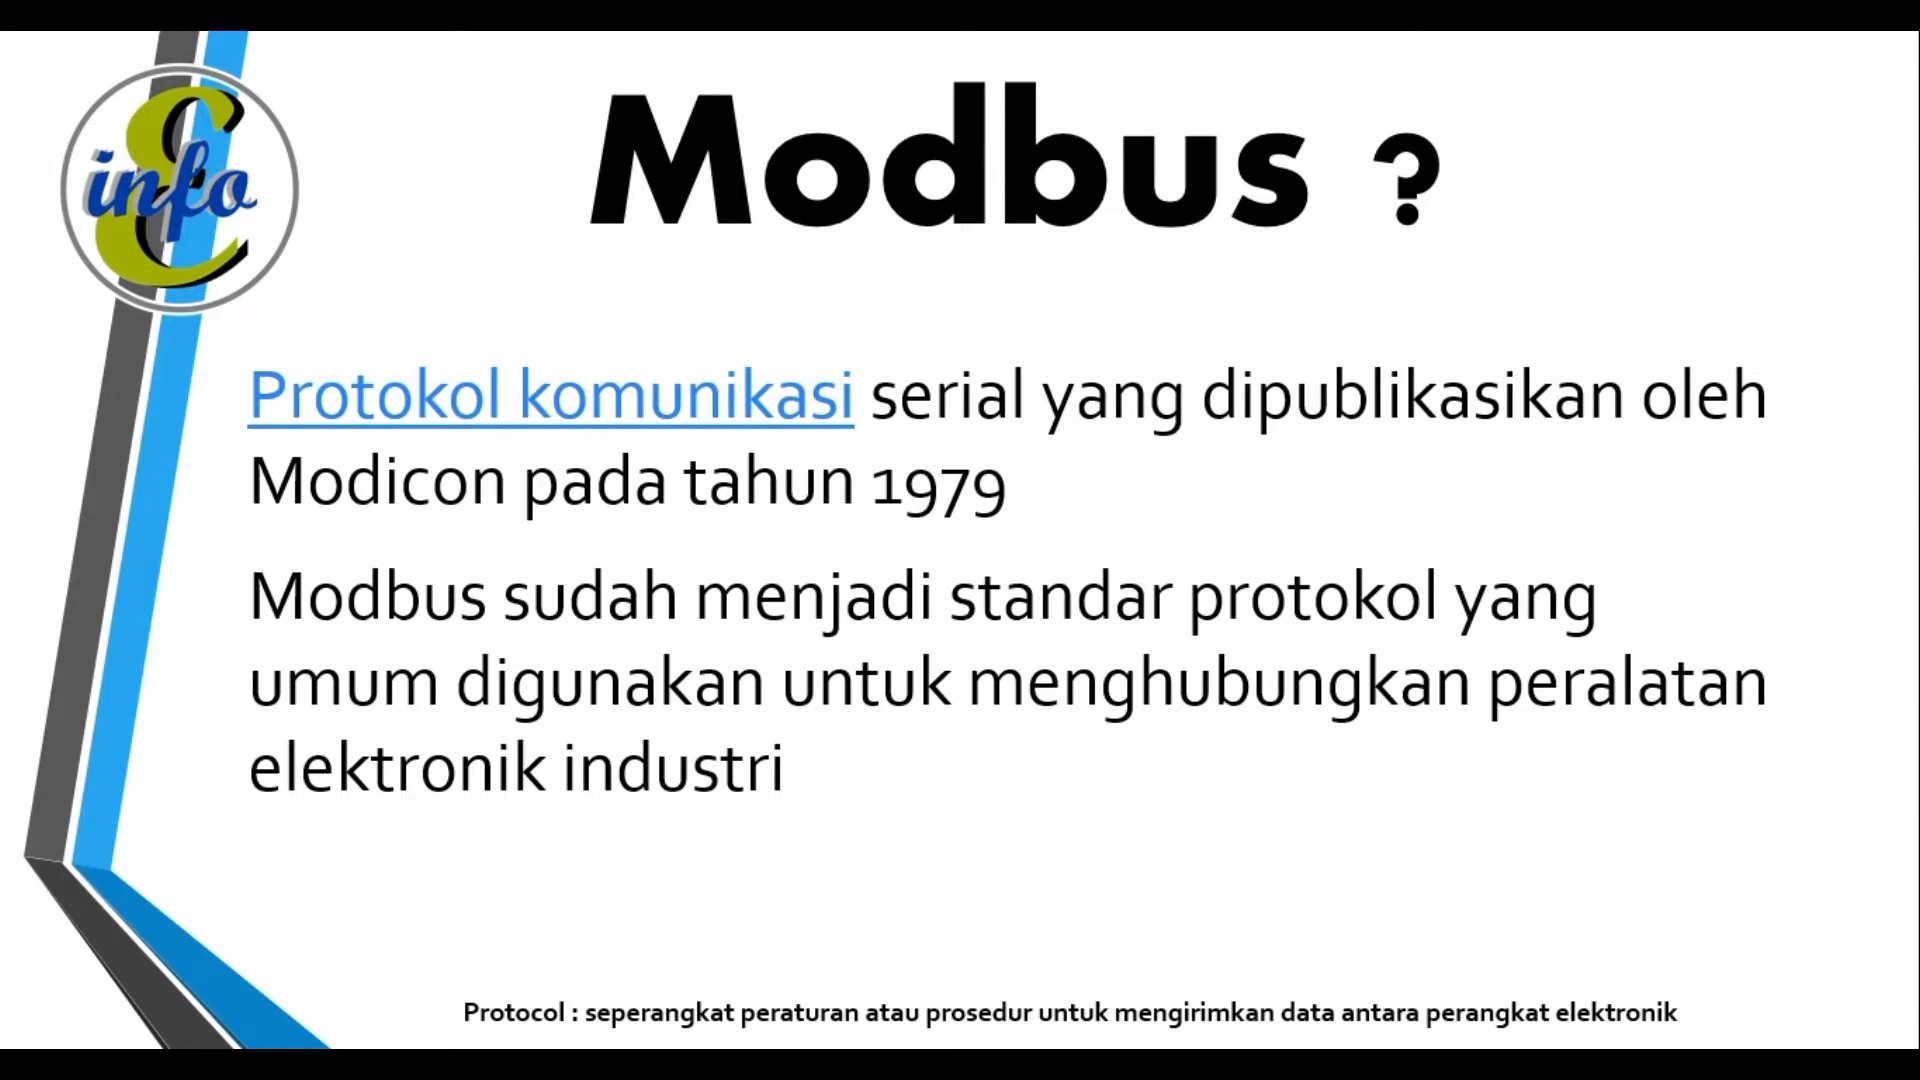 info
Modbus ?
Protokol komunikasi serial yang dipublikasikan oleh
Modicon pada tahun 1979
Modbus sudah menjadi standar protokol yang
umum digunakan untuk menghubungkan peralatan
elektronik industri
Protocol : seperangkat peraturan atau prosedur untuk mengirimkan data antara perangkat elektronik